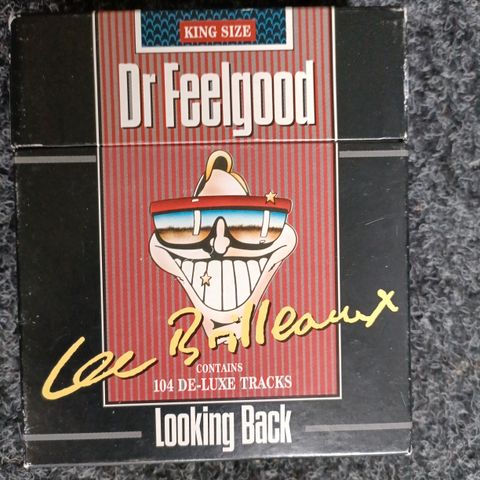 KING SIZE
Dr Feelgood
Lee Brilleaux
CONTAINS
104 DE-LUXE TRACKS
Looking Back